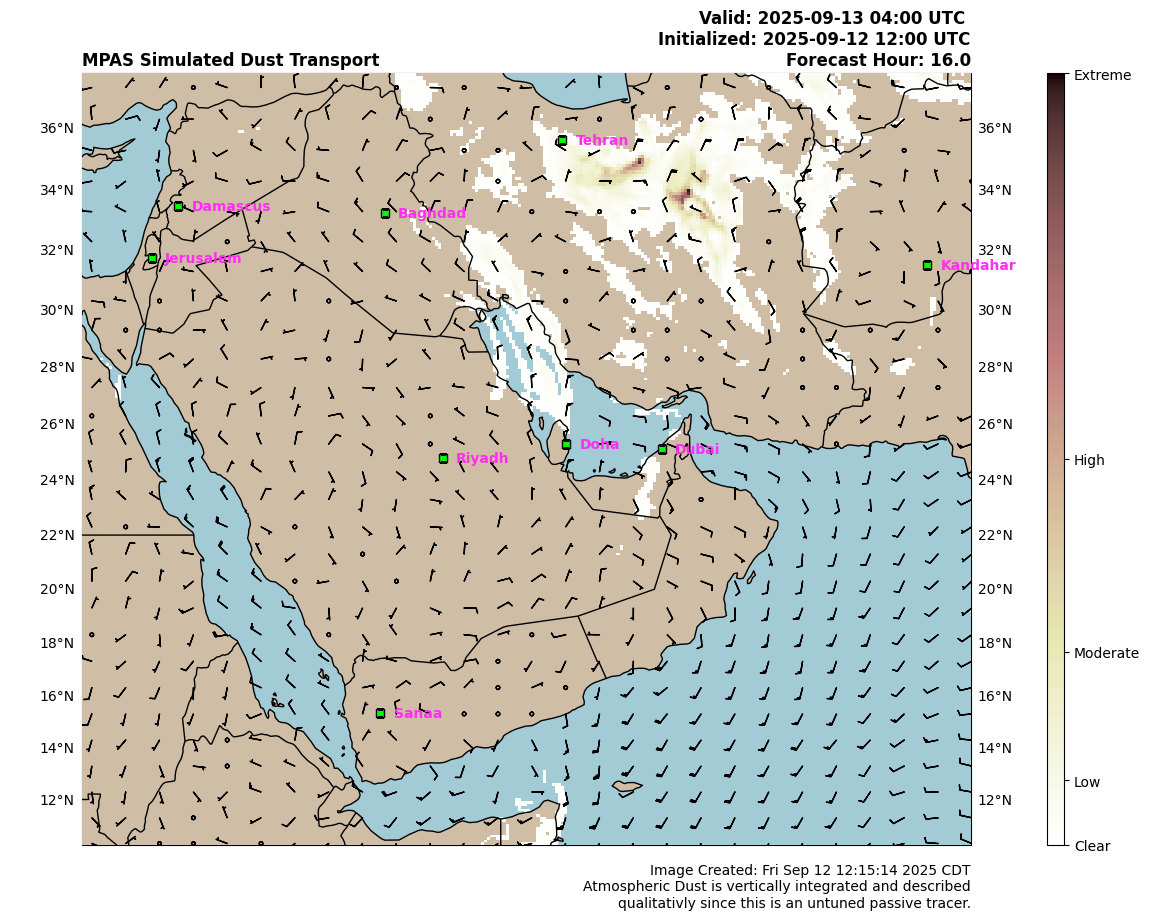 Valid: 2025-09-13 04:00 UTC
Initialized: 2025-09-12 12:00 UTC
MPAS Simulated Dust Transport
Forecast Hour: 16.0
36°N
34°N
32°N
30°N
28°N
26°N
24°N
22°N
20°N
18°N
16°N
14°N
12°N
Tehran
Damascus
Baghdad
Jerusalem
Kandahar
Doha
Dubai
Riyadh
Sanaa
36°N
34°N
32°N
30°N
28°N
26°N
24°N
22°N
20°N
18°N
16°N
14°N
12°N
Extreme
High
Moderate
Low
Clear
Image Created: Fri Sep 12 12:15:14 2025 CDT
Atmospheric Dust is vertically integrated and described
qualitativly since this is an untuned passive tracer.